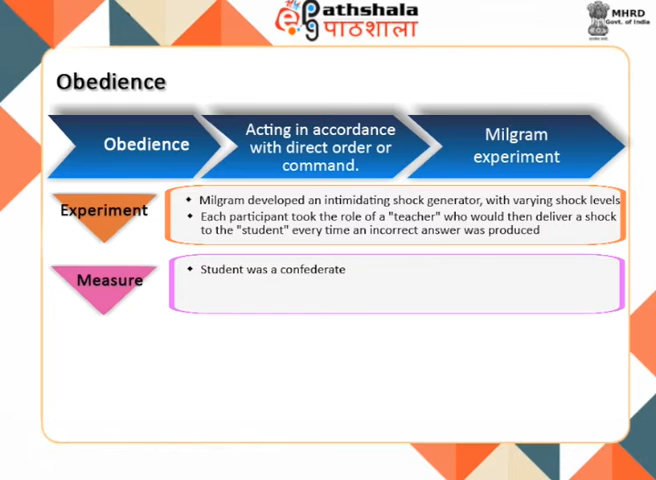 Pathshala
पाठशाला
MHRD
Govt. of India
Obedience
Obedience
Acting in accordance
with direct order or
command.
Milgram
experiment
Experiment
◆ Milgram developed an intimidating shock generator, with varying shock levels
◆ Each participant took the role of a "teacher" who would then deliver a shock
to the "student" every time an incorrect answer was produced
Measure
◆ Student was a confederate